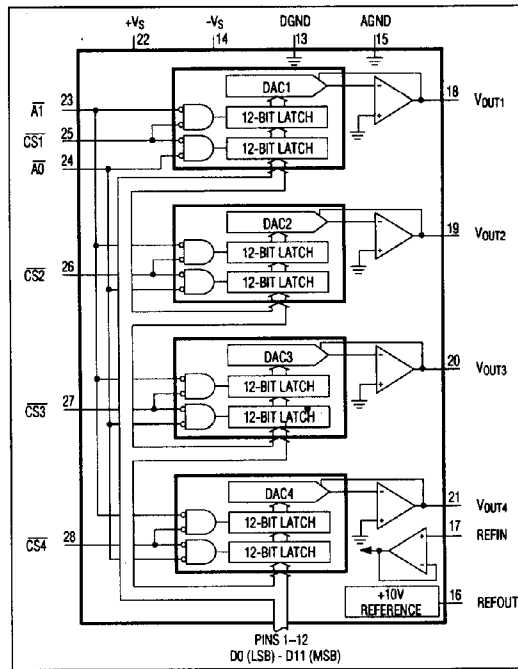 +VS -VS DGND AGND
22 14 13 15
DAC1
18 VOUT1
A1 23
12-BIT LATCH
CS1 25
12-BIT LATCH
A0 24
DAC2
19 VOUT2
12-BIT LATCH
CS2 26
12-BIT LATCH
DAC3
20 VOUT3
12-BIT LATCH
CS3 27
12-BIT LATCH
DAC4
21 VOUT4
12-BIT LATCH
17 REFIN
CS4 28
12-BIT LATCH
+10V
REFERENCE
16 REFOUT
PINS 1–12
D0 (LSB) - D11 (MSB)